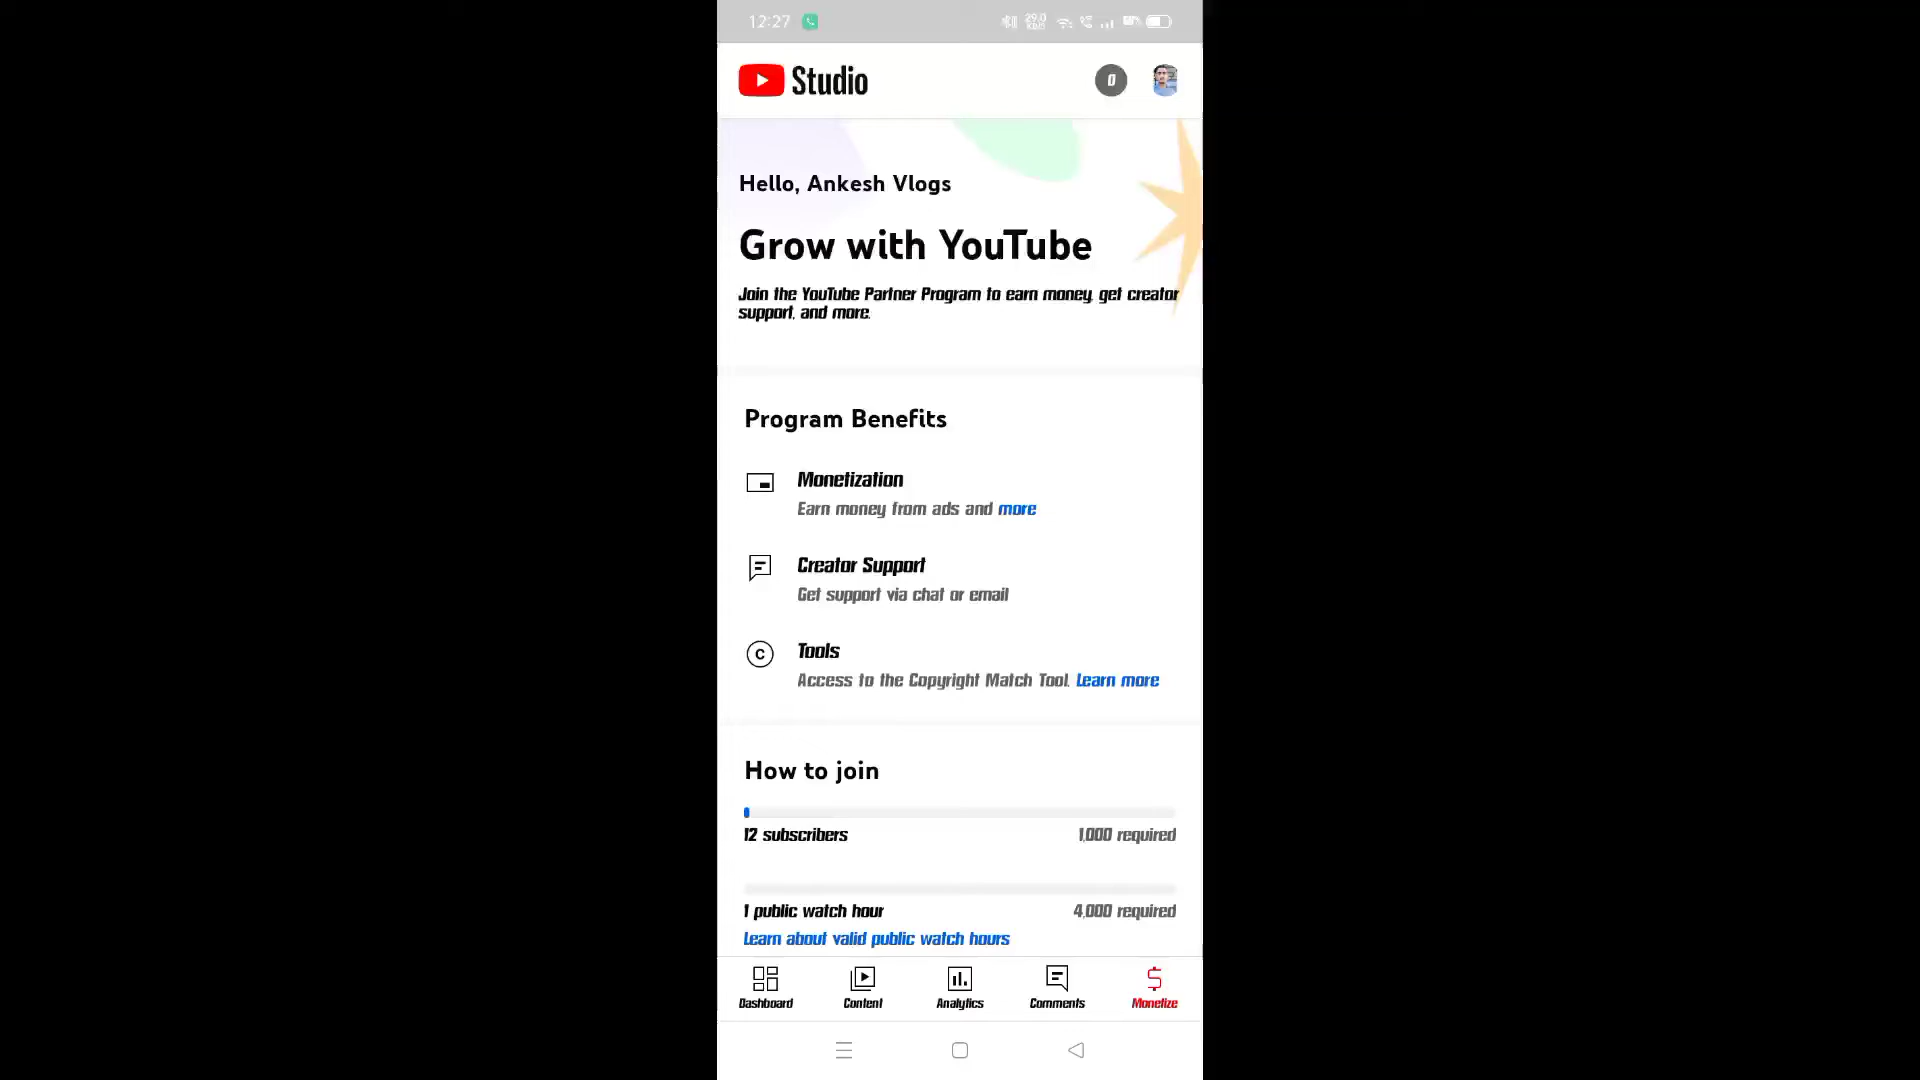 12:27
29.0 KB/S
Studio
0
Hello, Ankesh Vlogs
Grow with YouTube
Join the YouTube Partner Program to earn money, get creator
support, and more.
Program Benefits
Monetization
Earn money from ads and more
Creator Support
Get support via chat or email
C
Tools
Access to the Copyright Match Tool. Learn more
How to join
12 subscribers 1,000 required
1 public watch hour 4,000 required
Learn about valid public watch hours
Dashboard Content Analytics Comments Monetize